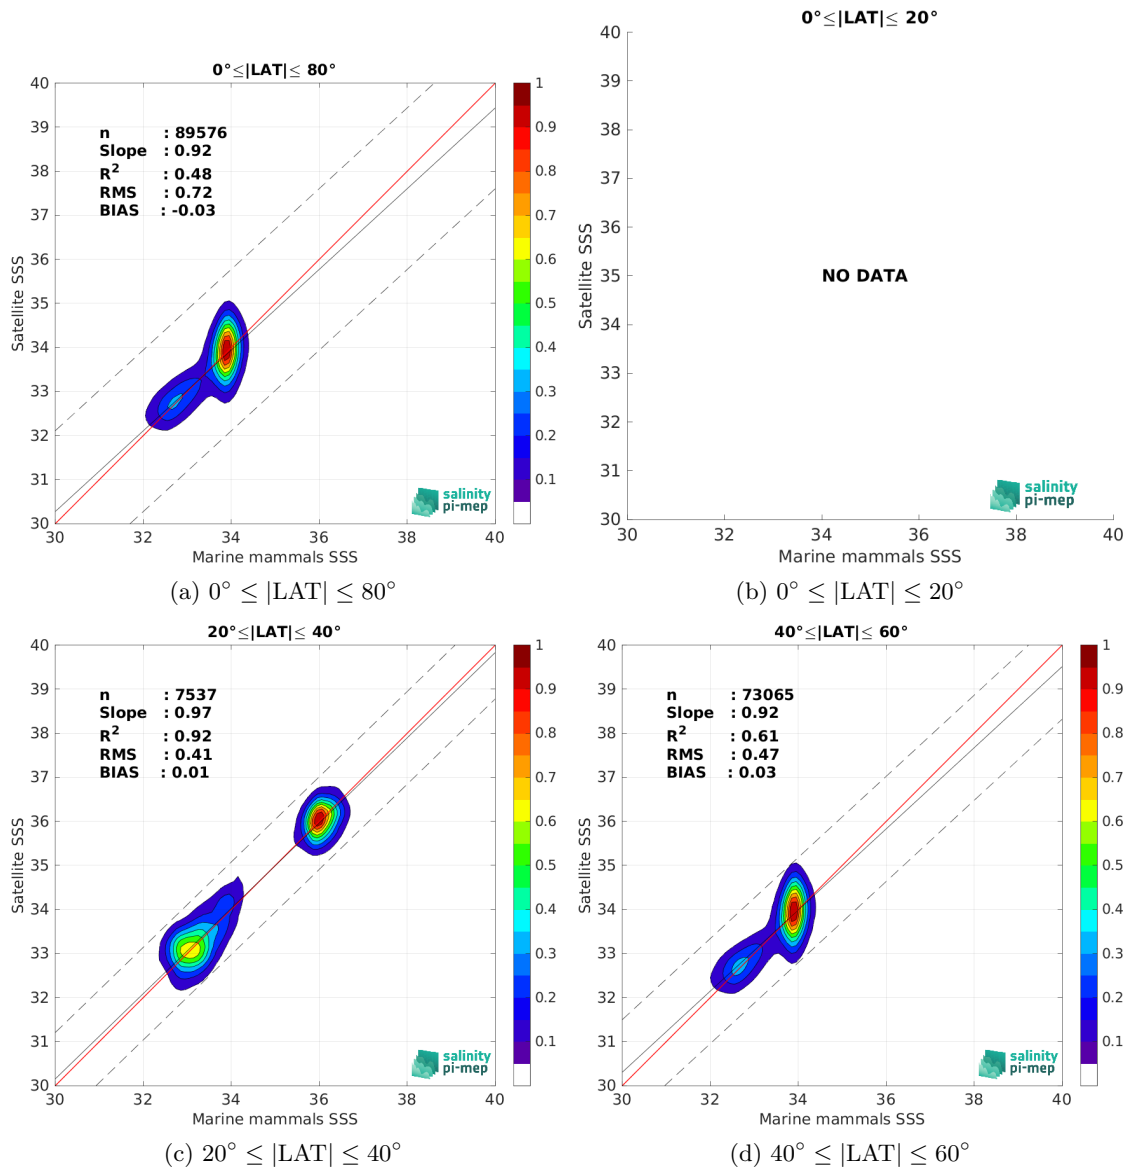 0°≤|LAT|≤ 80°
40
39
38
37
36
35
34
33
32
31
30
Satellite SSS
n : 89576
Slope : 0.92
R² : 0.48
RMS : 0.72
BIAS : -0.03
salinity
pi-mep
30 32 34 36 38 40
Marine mammals SSS
1
0.9
0.8
0.7
0.6
0.5
0.4
0.3
0.2
0.1
(a) 0° ≤ |LAT| ≤ 80°
0°≤|LAT|≤ 20°
40
39
38
37
36
35
34
33
32
31
30
Satellite SSS
NO DATA
salinity
pi-mep
30 32 34 36 38 40
Marine mammals SSS
(b) 0° ≤ |LAT| ≤ 20°
20°≤|LAT|≤ 40°
40
39
38
37
36
35
34
33
32
31
30
Satellite SSS
n : 7537
Slope : 0.97
R² : 0.92
RMS : 0.41
BIAS : 0.01
salinity
pi-mep
30 32 34 36 38 40
Marine mammals SSS
1
0.9
0.8
0.7
0.6
0.5
0.4
0.3
0.2
0.1
(c) 20° ≤ |LAT| ≤ 40°
40°≤|LAT|≤ 60°
40
39
38
37
36
35
34
33
32
31
30
Satellite SSS
n : 73065
Slope : 0.92
R² : 0.61
RMS : 0.47
BIAS : 0.03
salinity
pi-mep
30 32 34 36 38 40
Marine mammals SSS
1
0.9
0.8
0.7
0.6
0.5
0.4
0.3
0.2
0.1
(d) 40° ≤ |LAT| ≤ 60°